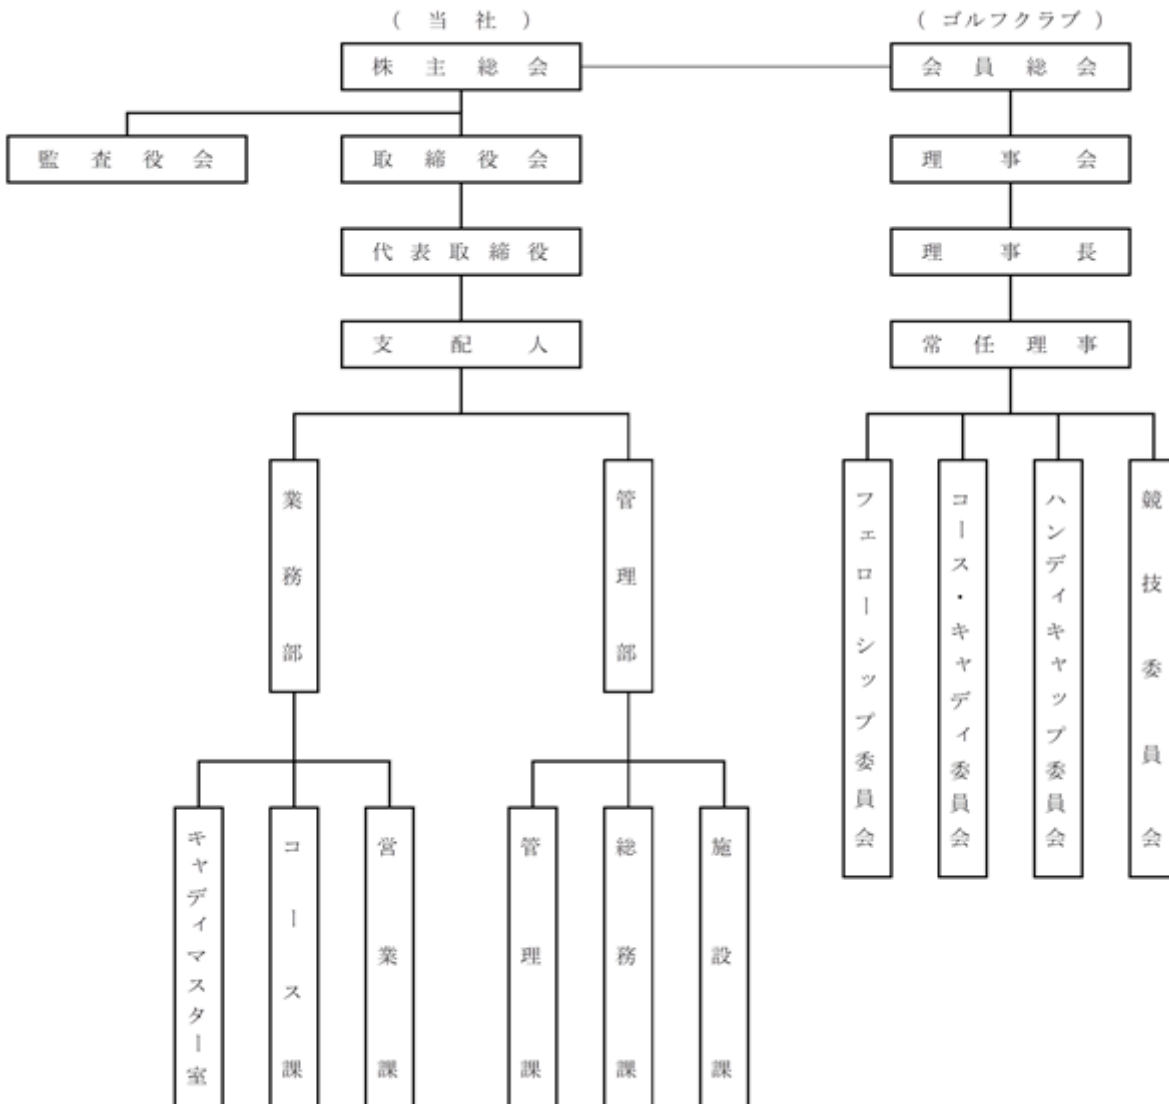 (当社)
(ゴルフクラブ)
株主総会
会員総会
監査役会
取締役会
理事会
代表取締役
理事長
支配人
常任理事
業務部
管理部
フェローシップ委員会
コース・キャディ委員会
ハンディキャップ委員会
競技委員会
キャディマスター室
コース課
営業課
管理課
総務課
施設課